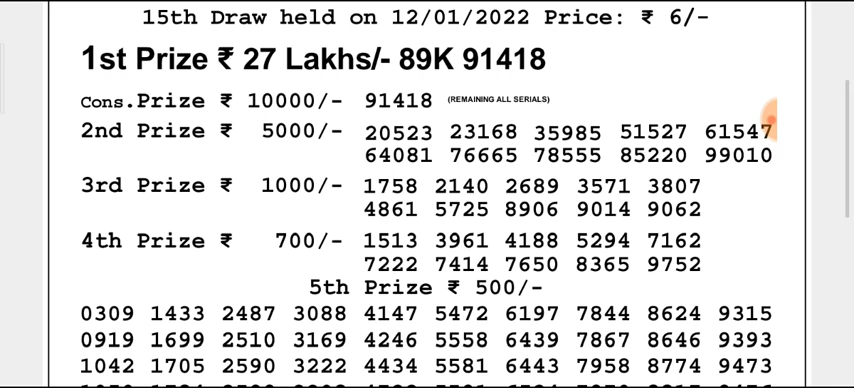 15th Draw held on 12/01/2022 Price: ₹ 6/-
1st Prize ₹ 27 Lakhs/- 89K 91418
Cons.Prize ₹ 10000/- 91418 (REMAINING ALL SERIALS)
2nd Prize ₹ 5000/- 20523 23168 35985 51527 61547
64081 76665 78555 85220 99010
3rd Prize ₹ 1000/- 1758 2140 2689 3571 3807
4861 5725 8906 9014 9062
4th Prize ₹ 700/- 1513 3961 4188 5294 7162
7222 7414 7650 8365 9752
5th Prize ₹ 500/-
0309 1433 2487 3088 4147 5472 6197 7844 8624 9315
0919 1699 2510 3169 4246 5558 6439 7867 8646 9393
1042 1705 2590 3222 4434 5581 6443 7958 8774 9473